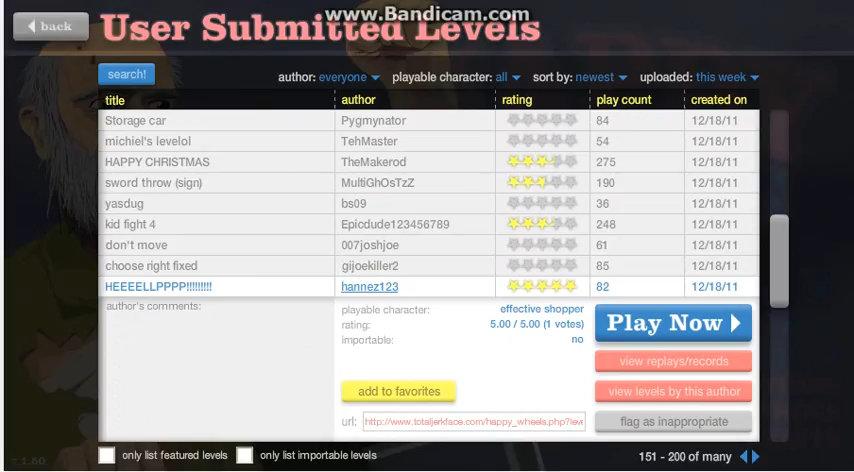 www.Bandicam.com
back
User Submitted Levels
search!
author: everyone playable character: all sort by: newest uploaded: this week
title author rating play count created on
Storage car Pygmynator 84 12/18/11
michiel's levelol TehMaster 54 12/18/11
HAPPY CHRISTMAS TheMakerod 275 12/18/11
sword throw (sign) MultiGhOsTzZ 190 12/18/11
yasdug bs09 36 12/18/11
kid fight 4 Epicdude123456789 248 12/18/11
don't move 007joshjoe 61 12/18/11
choose right fixed gijoekiller2 85 12/18/11
HEEEELLPPPP!!!!!!!!! hannez123 82 12/18/11
author's comments:
playable character: effective shopper
rating: 5.00 / 5.00 (1 votes)
importable: no
Play Now
view replays/records
add to favorites
view levels by this author
url: http://www.totaljerkface.com/happy_wheels.php?leve
flag as inappropriate
only list featured levels only list importable levels
151 - 200 of many